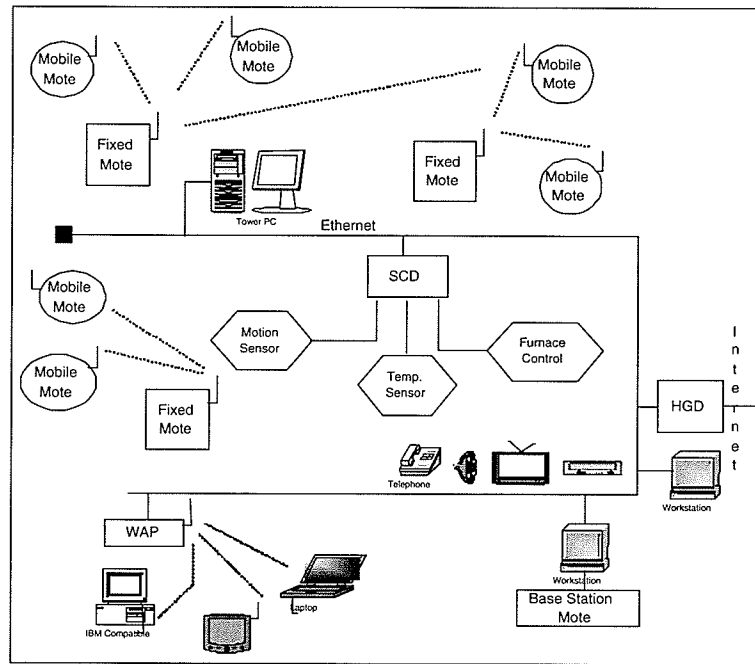 Mobile
Mote
Mobile
Mote
Mobile
Mote
Fixed
Mote
Fixed
Mote
Mobile
Mote
Tower PC
Ethernet
SCD
Mobile
Mote
Motion
Sensor
Furnace
Control
Temp.
Sensor
Mobile
Mote
Fixed
Mote
HGD
Internet
Telephone
Workstation
WAP
Workstation
Base Station
Mote
IBM Compatible
Laptop